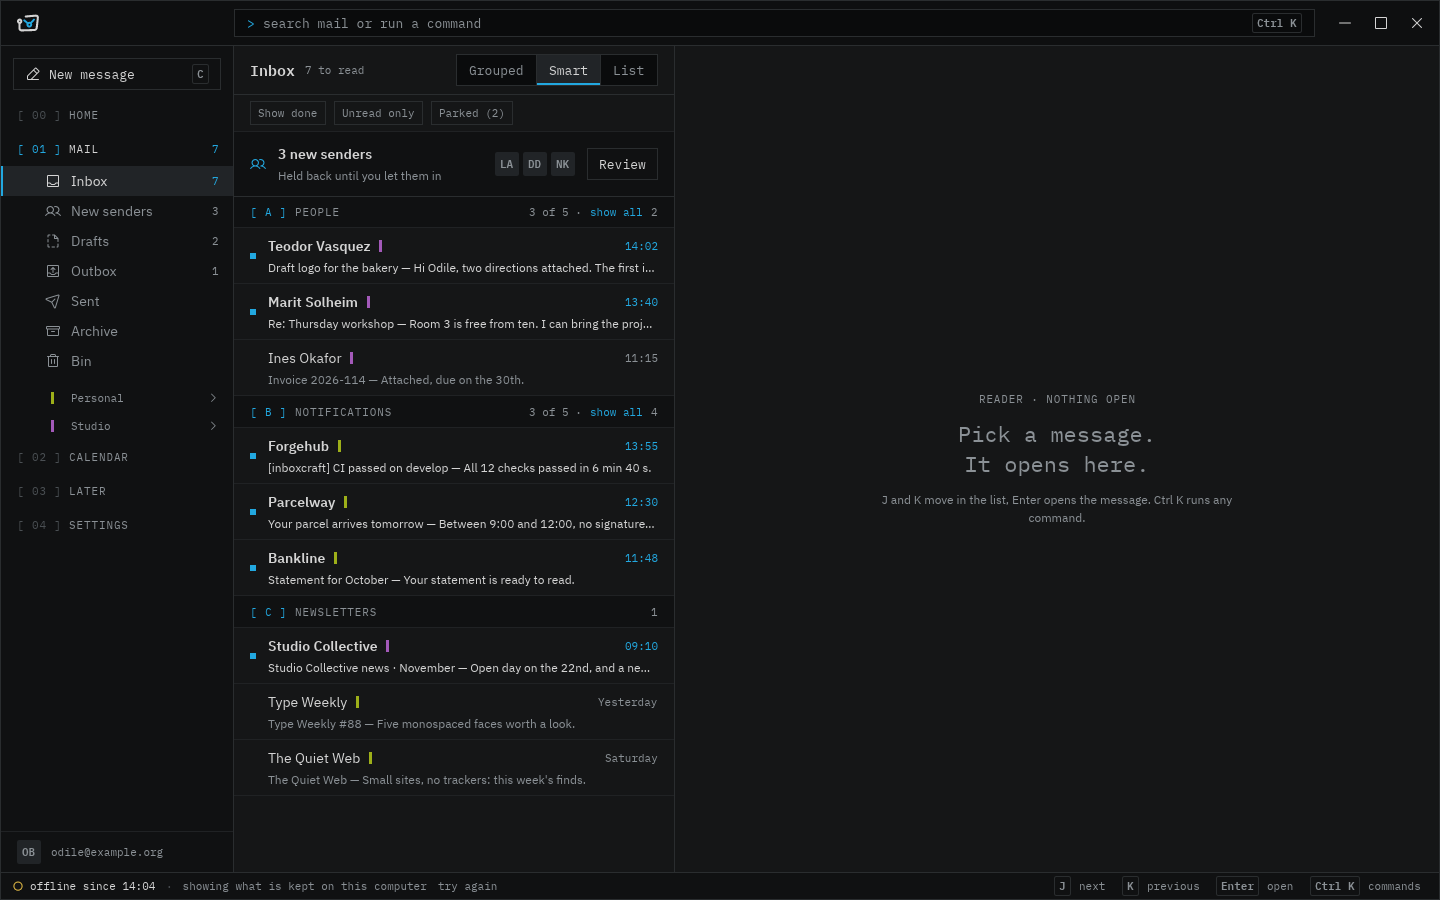 > search mail or run a command Ctrl K
New message C
[ 00 ] HOME
[ 01 ] MAIL 7
Inbox 7
New senders 3
Drafts 2
Outbox 1
Sent
Archive
Bin
Personal
Studio
[ 02 ] CALENDAR
[ 03 ] LATER
[ 04 ] SETTINGS
OB odile@example.org
Inbox 7 to read Grouped Smart List
Show done Unread only Parked (2)
3 new senders
Held back until you let them in
LA DD NK Review
[ A ] PEOPLE 3 of 5 · show all 2
Teodor Vasquez 14:02
Draft logo for the bakery — Hi Odile, two directions attached. The first i...
Marit Solheim 13:40
Re: Thursday workshop — Room 3 is free from ten. I can bring the proj...
Ines Okafor 11:15
Invoice 2026-114 — Attached, due on the 30th.
[ B ] NOTIFICATIONS 3 of 5 · show all 4
Forgehub 13:55
[inboxcraft] CI passed on develop — All 12 checks passed in 6 min 40 s.
Parcelway 12:30
Your parcel arrives tomorrow — Between 9:00 and 12:00, no signature...
Bankline 11:48
Statement for October — Your statement is ready to read.
[ C ] NEWSLETTERS 1
Studio Collective 09:10
Studio Collective news · November — Open day on the 22nd, and a ne...
Type Weekly Yesterday
Type Weekly #88 — Five monospaced faces worth a look.
The Quiet Web Saturday
The Quiet Web — Small sites, no trackers: this week's finds.
READER · NOTHING OPEN
Pick a message.
It opens here.
J and K move in the list, Enter opens the message. Ctrl K runs any
command.
offline since 14:04 · showing what is kept on this computer try again
J next K previous Enter open Ctrl K commands